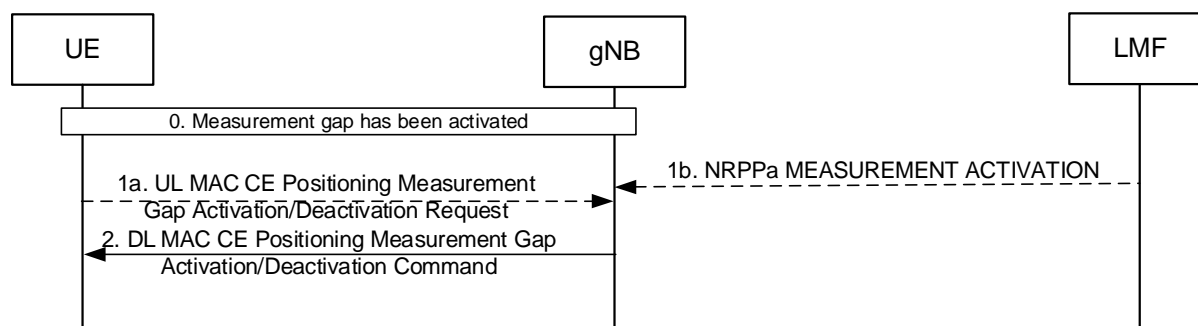 UE
gNB
LMF
0. Measurement gap has been activated
1a. UL MAC CE Positioning Measurement
Gap Activation/Deactivation Request
1b. NRPPa MEASUREMENT ACTIVATION
2. DL MAC CE Positioning Measurement Gap
Activation/Deactivation Command